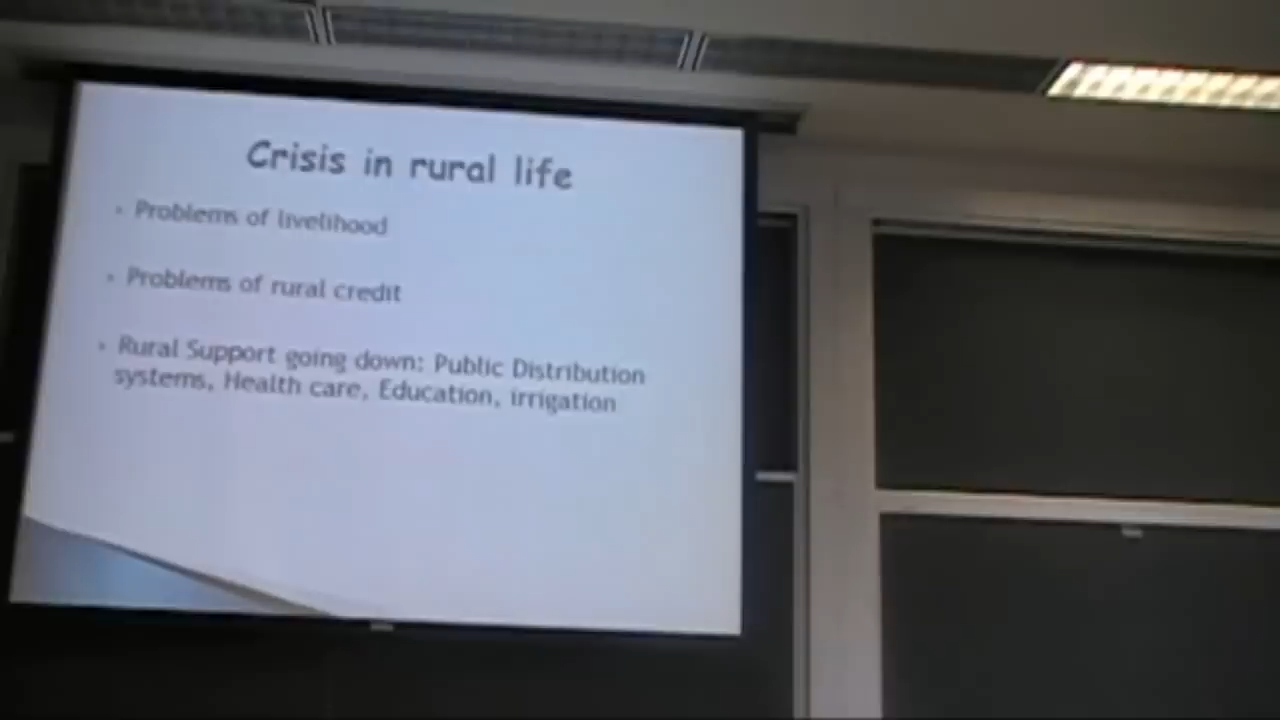 Crisis in rural life
Problems of livelihood
Problems of rural credit
Rural Support going down: Public Distribution
systems, Health care, Education, irrigation